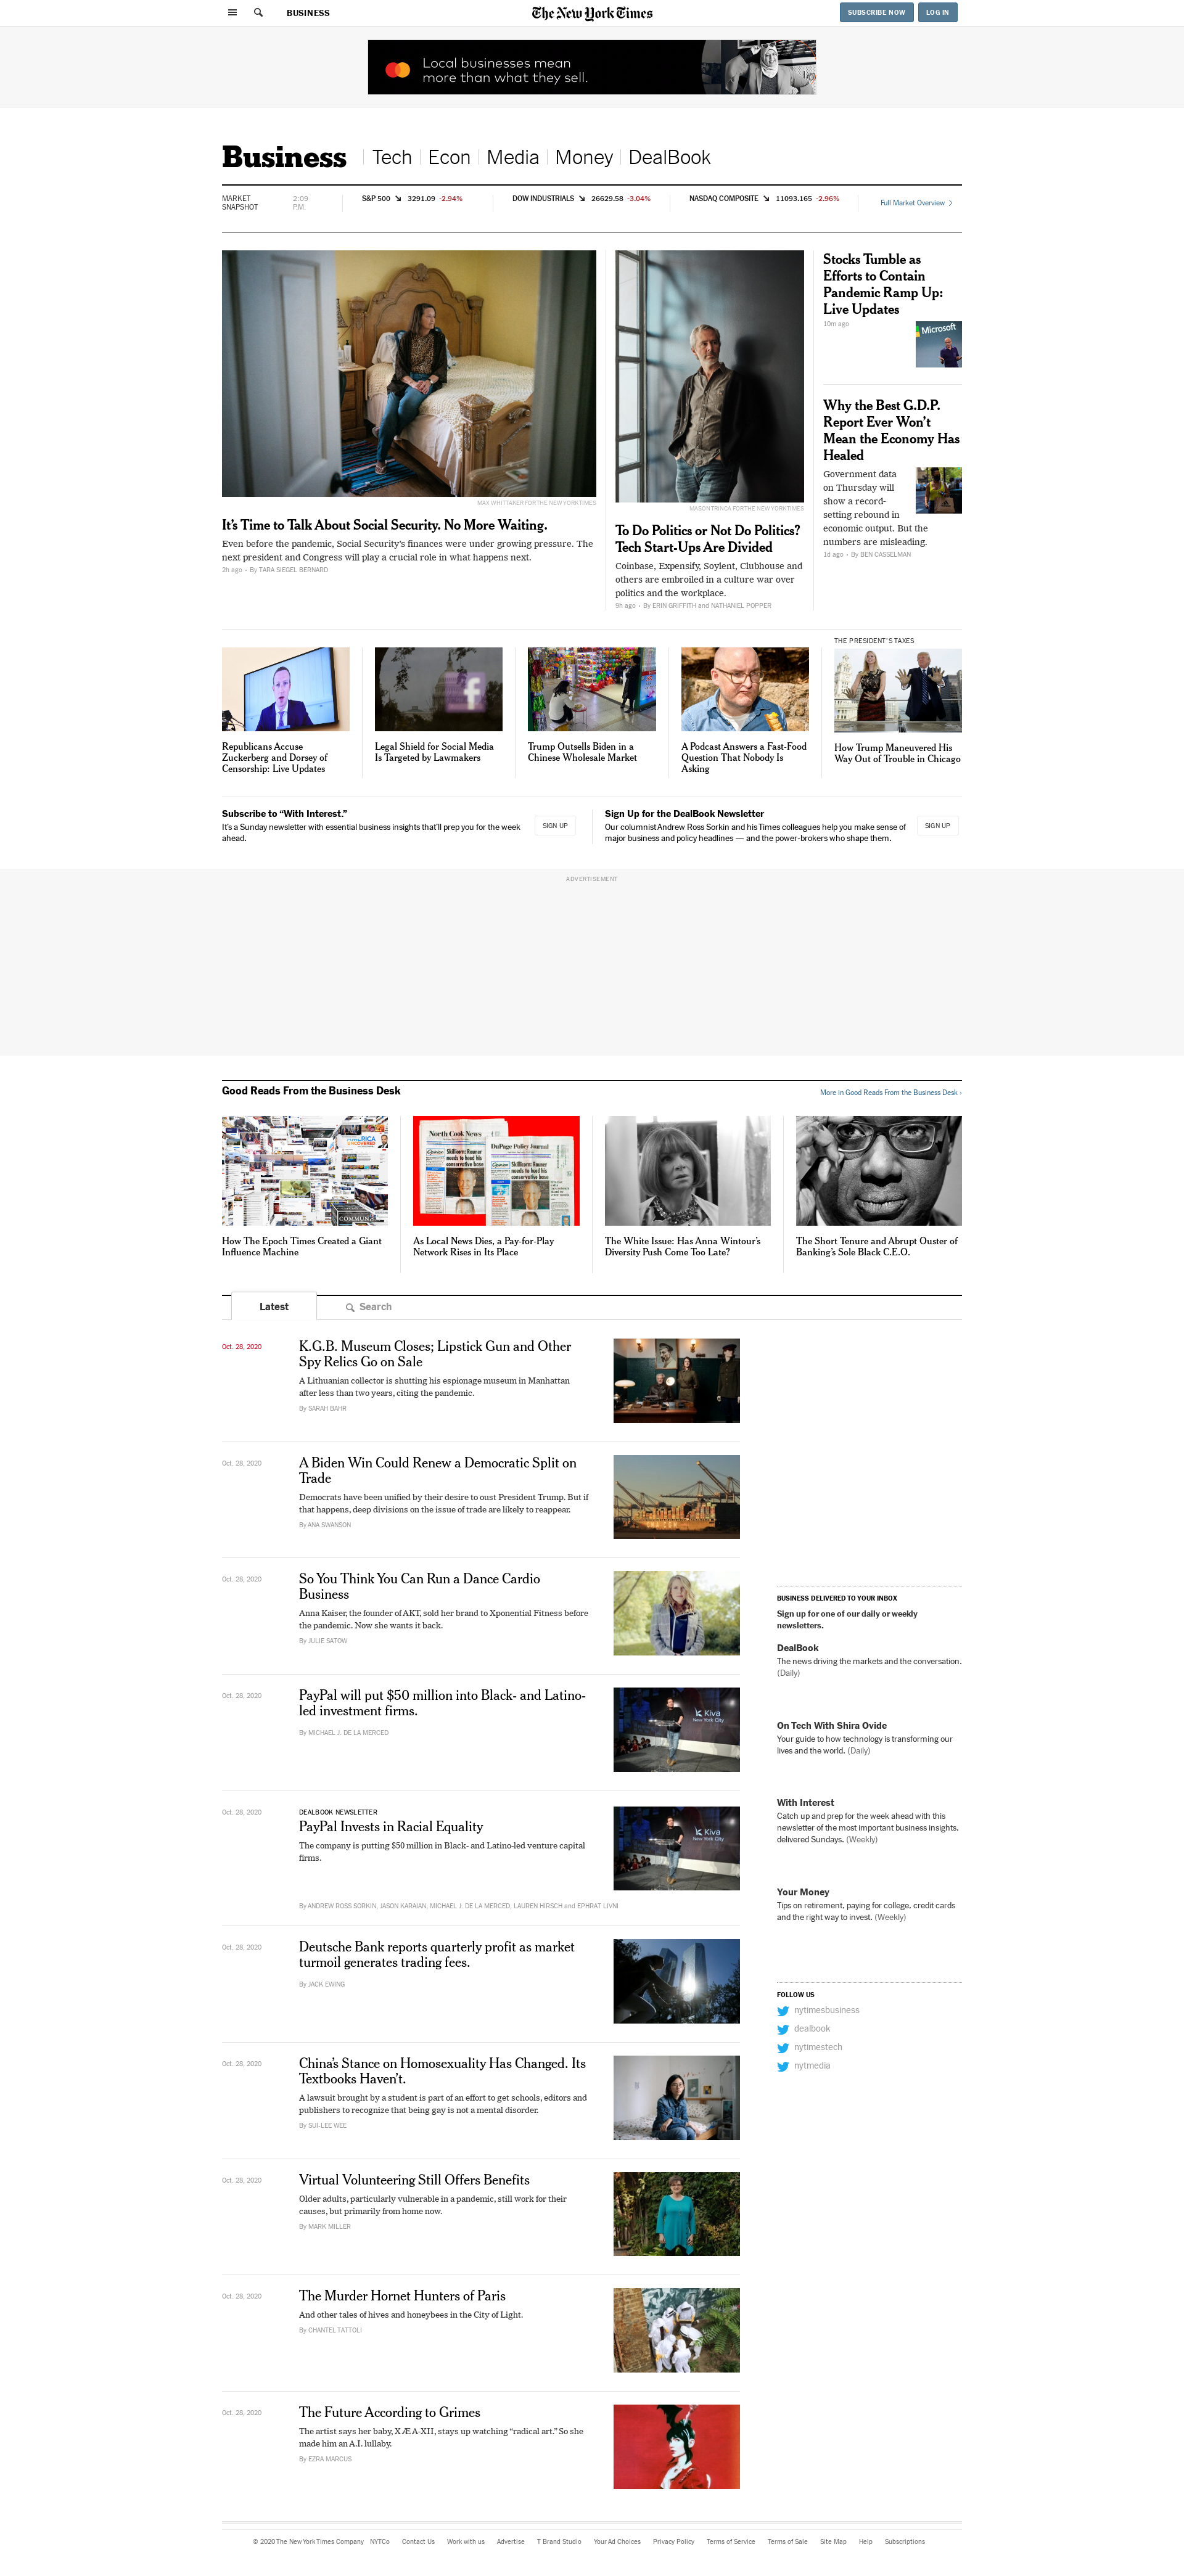 BUSINESS
The New York Times
SUBSCRIBE NOW
LOG IN
Local businesses mean
more than what they sell.
Business
Tech
Econ
Media
Money
DealBook
MARKET
SNAPSHOT
2:09
P.M.
S&P 500 3291.09 -2.94%
DOW INDUSTRIALS 26629.58 -3.04%
NASDAQ COMPOSITE 11093.165 -2.96%
Full Market Overview
MAX WHITTAKER FOR THE NEW YORK TIMES
It's Time to Talk About Social Security. No More Waiting.
Even before the pandemic, Social Security's finances were under growing pressure. The
next president and Congress will play a crucial role in what happens next.
2h ago • By TARA SIEGEL BERNARD
MASON TRINCA FOR THE NEW YORK TIMES
To Do Politics or Not Do Politics?
Tech Start-Ups Are Divided
Coinbase, Expensify, Soylent, Clubhouse and
others are embroiled in a culture war over
politics and the workplace.
9h ago • By ERIN GRIFFITH and NATHANIEL POPPER
Stocks Tumble as
Efforts to Contain
Pandemic Ramp Up:
Live Updates
10m ago
Microsoft
Why the Best G.D.P.
Report Ever Won't
Mean the Economy Has
Healed
Government data
on Thursday will
show a record-
setting rebound in
economic output. But the
numbers are misleading.
1d ago • By BEN CASSELMAN
Republicans Accuse
Zuckerberg and Dorsey of
Censorship: Live Updates
Legal Shield for Social Media
Is Targeted by Lawmakers
Trump Outsells Biden in a
Chinese Wholesale Market
A Podcast Answers a Fast-Food
Question That Nobody Is
Asking
THE PRESIDENT'S TAXES
How Trump Maneuvered His
Way Out of Trouble in Chicago
Subscribe to “With Interest.”
It's a Sunday newsletter with essential business insights that'll prep you for the week
ahead.
SIGN UP
Sign Up for the DealBook Newsletter
Our columnist Andrew Ross Sorkin and his Times colleagues help you make sense of
major business and policy headlines — and the power-brokers who shape them.
SIGN UP
ADVERTISEMENT
Good Reads From the Business Desk
More in Good Reads From the Business Desk ›
North Cook News
DuPage Policy Journal
Skillicorn: Rauner
needs to heed his
conservative base
How The Epoch Times Created a Giant
Influence Machine
As Local News Dies, a Pay-for-Play
Network Rises in Its Place
The White Issue: Has Anna Wintour's
Diversity Push Come Too Late?
The Short Tenure and Abrupt Ouster of
Banking's Sole Black C.E.O.
Latest
Search
Oct. 28, 2020
K.G.B. Museum Closes; Lipstick Gun and Other
Spy Relics Go on Sale
A Lithuanian collector is shutting his espionage museum in Manhattan
after less than two years, citing the pandemic.
By SARAH BAHR
Oct. 28, 2020
A Biden Win Could Renew a Democratic Split on
Trade
Democrats have been unified by their desire to oust President Trump. But if
that happens, deep divisions on the issue of trade are likely to reappear.
By ANA SWANSON
Oct. 28, 2020
So You Think You Can Run a Dance Cardio
Business
Anna Kaiser, the founder of AKT, sold her brand to Xponential Fitness before
the pandemic. Now she wants it back.
By JULIE SATOW
Oct. 28, 2020
PayPal will put $50 million into Black- and Latino-
led investment firms.
By MICHAEL J. DE LA MERCED
Kiva
New York City
Oct. 28, 2020
DEALBOOK NEWSLETTER
PayPal Invests in Racial Equality
The company is putting $50 million in Black- and Latino-led venture capital
firms.
By ANDREW ROSS SORKIN, JASON KARAIAN, MICHAEL J. DE LA MERCED, LAUREN HIRSCH and EPHRAT LIVNI
Kiva
New York City
Oct. 28, 2020
Deutsche Bank reports quarterly profit as market
turmoil generates trading fees.
By JACK EWING
Oct. 28, 2020
China's Stance on Homosexuality Has Changed. Its
Textbooks Haven't.
A lawsuit brought by a student is part of an effort to get schools, editors and
publishers to recognize that being gay is not a mental disorder.
By SUI-LEE WEE
Oct. 28, 2020
Virtual Volunteering Still Offers Benefits
Older adults, particularly vulnerable in a pandemic, still work for their
causes, but primarily from home now.
By MARK MILLER
Oct. 28, 2020
The Murder Hornet Hunters of Paris
And other tales of hives and honeybees in the City of Light.
By CHANTEL TATTOLI
Oct. 28, 2020
The Future According to Grimes
The artist says her baby, X Æ A-XII, stays up watching “radical art.” So she
made him an A.I. lullaby.
By EZRA MARCUS
BUSINESS DELIVERED TO YOUR INBOX
Sign up for one of our daily or weekly
newsletters.
DealBook
The news driving the markets and the conversation.
(Daily)
On Tech With Shira Ovide
Your guide to how technology is transforming our
lives and the world. (Daily)
With Interest
Catch up and prep for the week ahead with this
newsletter of the most important business insights,
delivered Sundays. (Weekly)
Your Money
Tips on retirement, paying for college, credit cards
and the right way to invest. (Weekly)
FOLLOW US
nytimesbusiness
dealbook
nytimestech
nytmedia
© 2020 The New York Times Company
NYTCo
Contact Us
Work with us
Advertise
T Brand Studio
Your Ad Choices
Privacy Policy
Terms of Service
Terms of Sale
Site Map
Help
Subscriptions